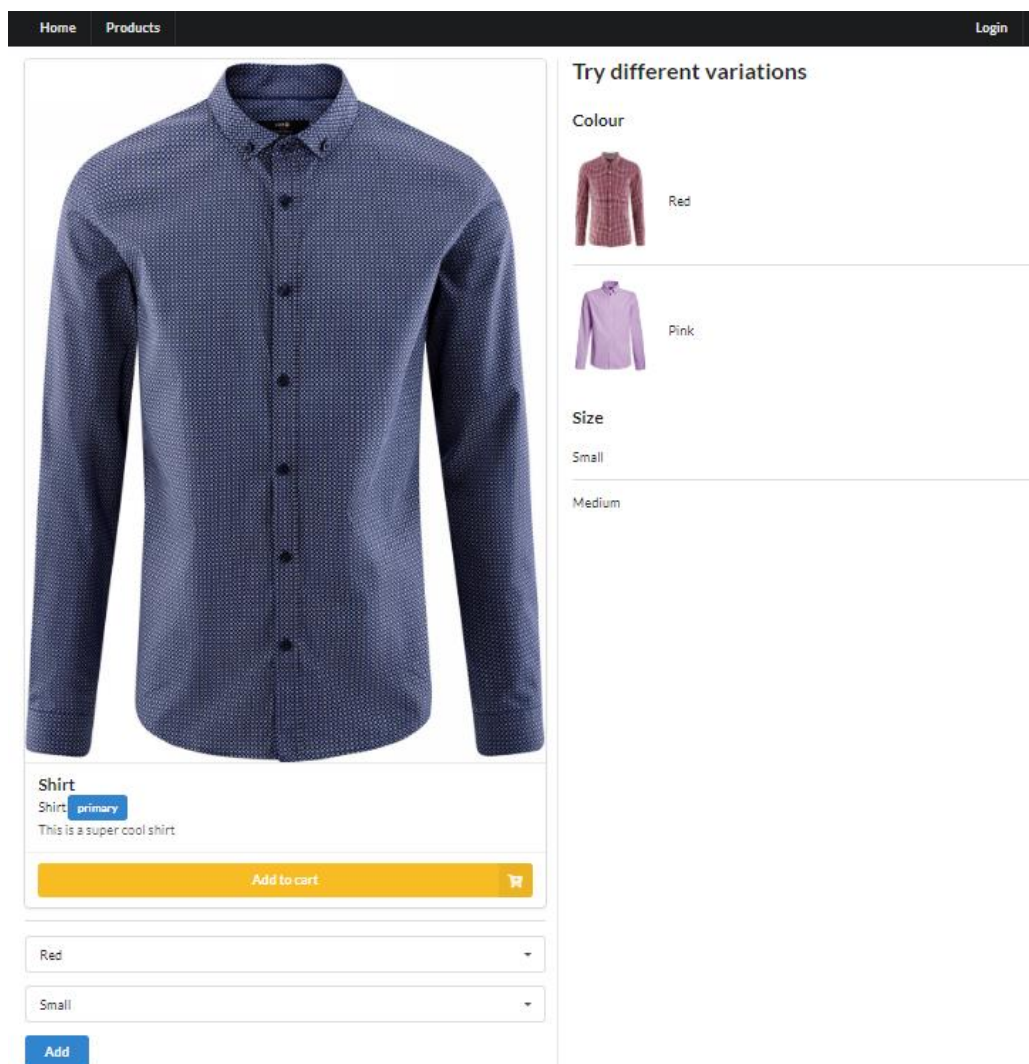 Home Products Login
Shirt
Shirt primary
This is a super cool shirt
Add to cart
Red
Small
Add
Try different variations
Colour
Red
Pink
Size
Small
Medium